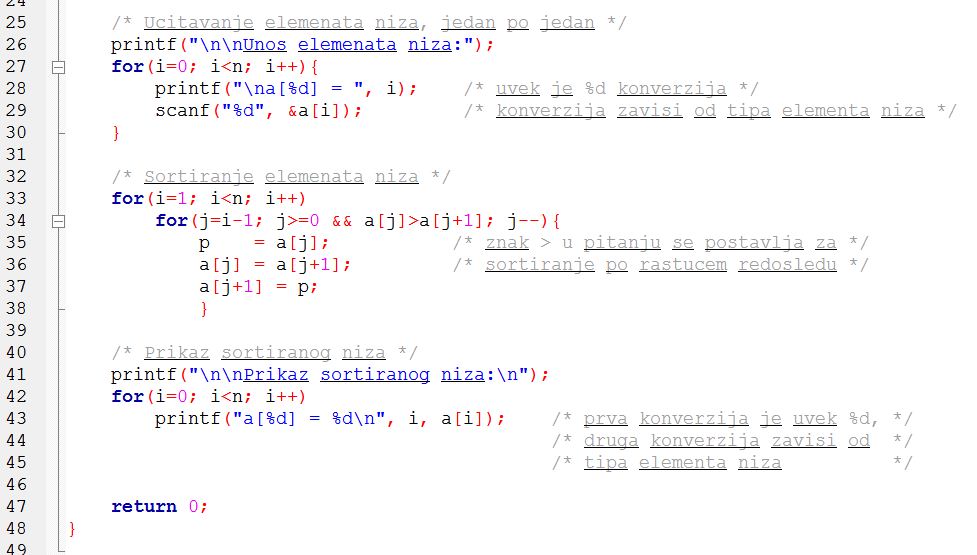 25 /* Ucitavanje elemenata niza, jedan po jedan */
26 printf("\n\nUnos elemenata niza:");
27 for(i=0; i<n; i++){
28 printf("\na[%d] = ", i); /* uvek je %d konverzija */
29 scanf("%d", &a[i]); /* konverzija zavisi od tipa elementa niza */
30 }
31
32 /* Sortiranje elemenata niza */
33 for(i=1; i<n; i++)
34 for(j=i-1; j>=0 && a[j]>a[j+1]; j--){
35 p = a[j]; /* znak > u pitanju se postavlja za */
36 a[j] = a[j+1]; /* sortiranje po rastucem redosledu */
37 a[j+1] = p;
38 }
39
40 /* Prikaz sortiranog niza */
41 printf("\n\nPrikaz sortiranog niza:\n");
42 for(i=0; i<n; i++)
43 printf("a[%d] = %d\n", i, a[i]); /* prva konverzija je uvek %d, */
44 /* druga konverzija zavisi od */
45 /* tipa elementa niza */
46
47 return 0;
48 }
49